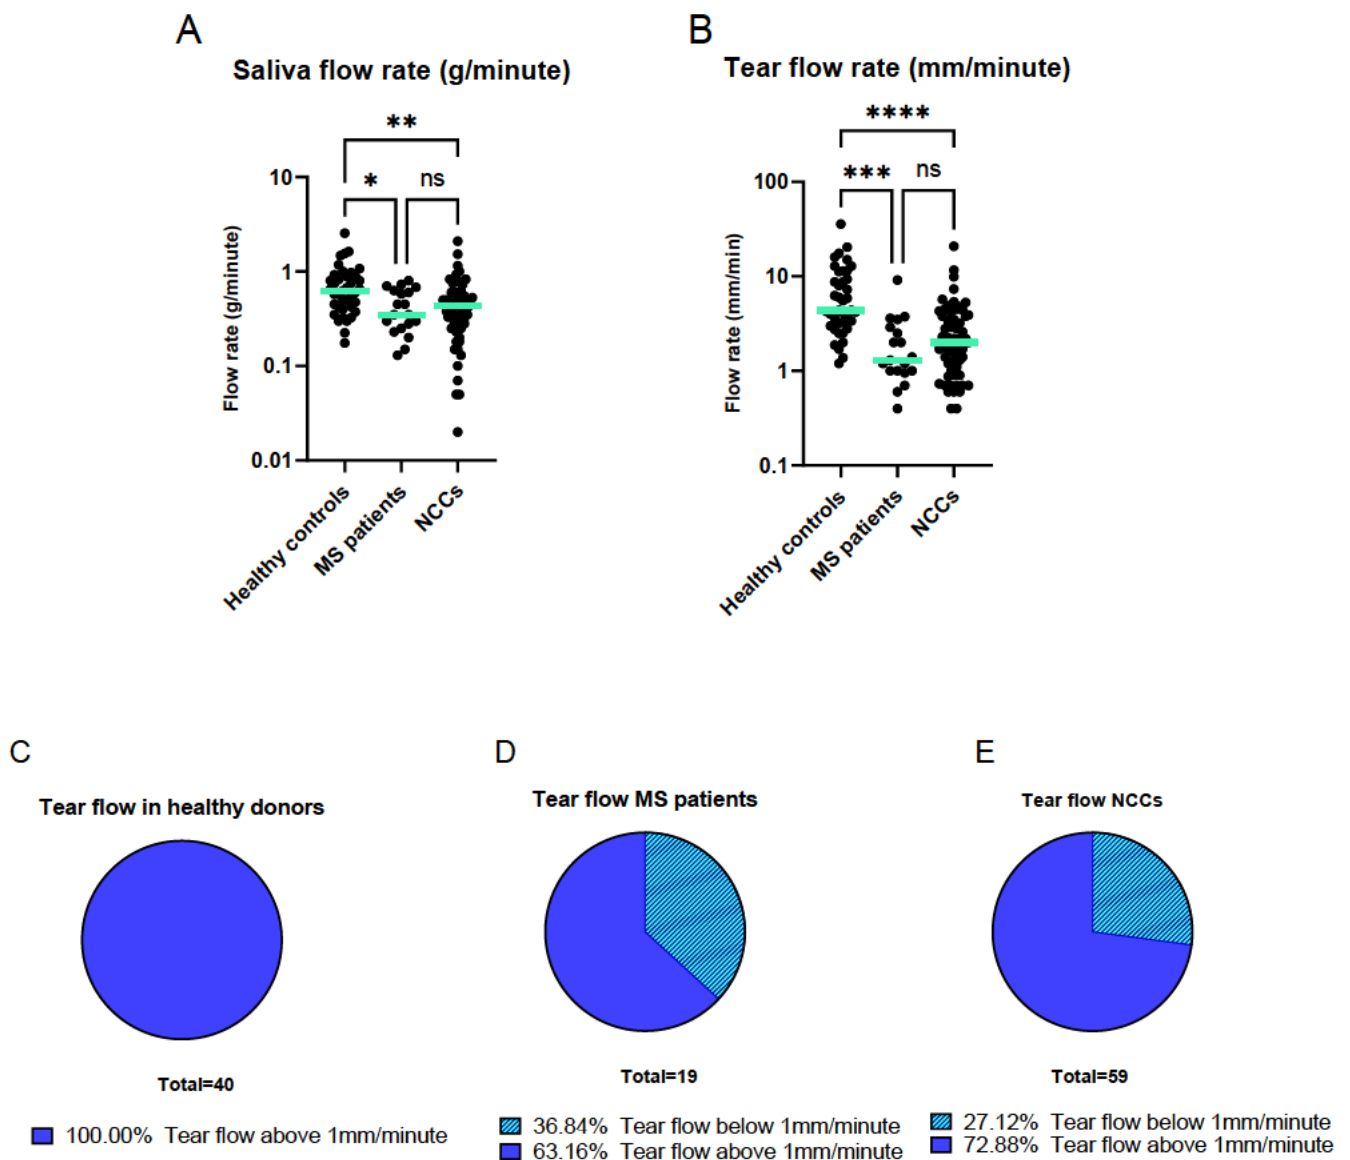 A
Saliva flow rate (g/minute)
**
*
ns
10
1
0.1
0.01
Flow rate (g/minute)
Healthy controls
MS patients
NCCs
B
Tear flow rate (mm/minute)
****
***
ns
100
10
1
0.1
Flow rate (mm/min)
Healthy controls
MS patients
NCCs
C
Tear flow in healthy donors
Total=40
100.00% Tear flow above 1mm/minute
D
Tear flow MS patients
Total=19
36.84% Tear flow below 1mm/minute
63.16% Tear flow above 1mm/minute
E
Tear flow NCCs
Total=59
27.12% Tear flow below 1mm/minute
72.88% Tear flow above 1mm/minute